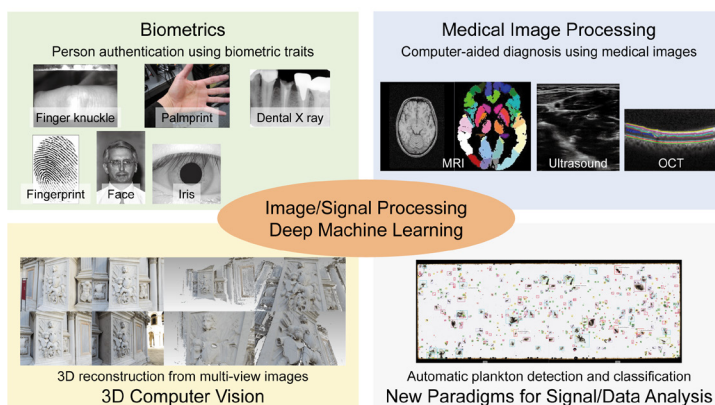 Biometrics
Person authentication using biometric traits
Finger knuckle
Palmprint
Dental X ray
Fingerprint
Face
Iris
Medical Image Processing
Computer-aided diagnosis using medical images
MRI
Ultrasound
OCT
Image/Signal Processing
Deep Machine Learning
3D reconstruction from multi-view images
3D Computer Vision
Automatic plankton detection and classification
New Paradigms for Signal/Data Analysis